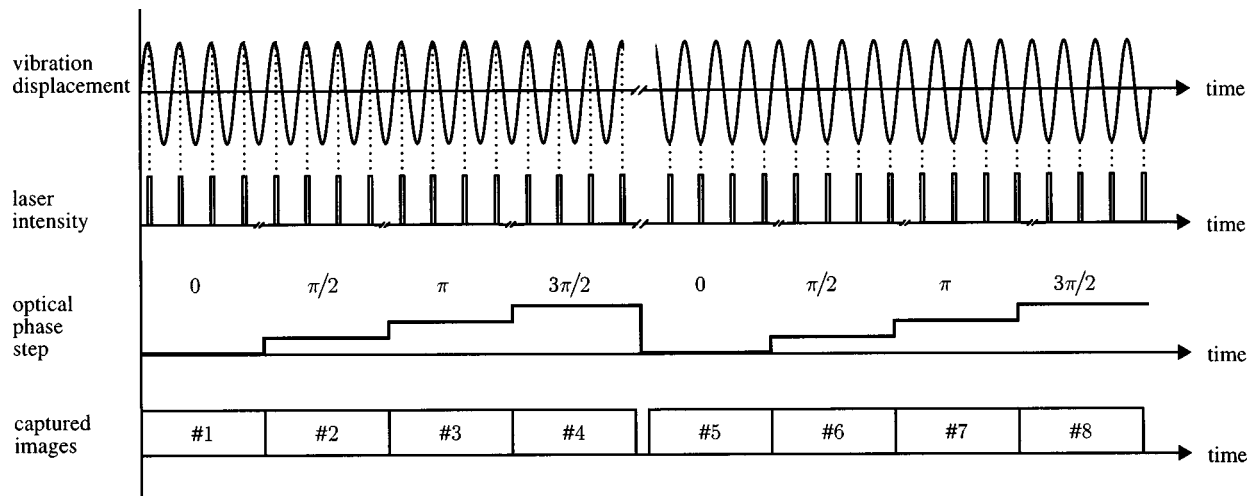 vibration
displacement
time
time
laser
intensity
time
0 π/2 π 3π/2 0 π/2 π 3π/2
optical
phase
step
time
captured
images
#1 #2 #3 #4 #5 #6 #7 #8
time